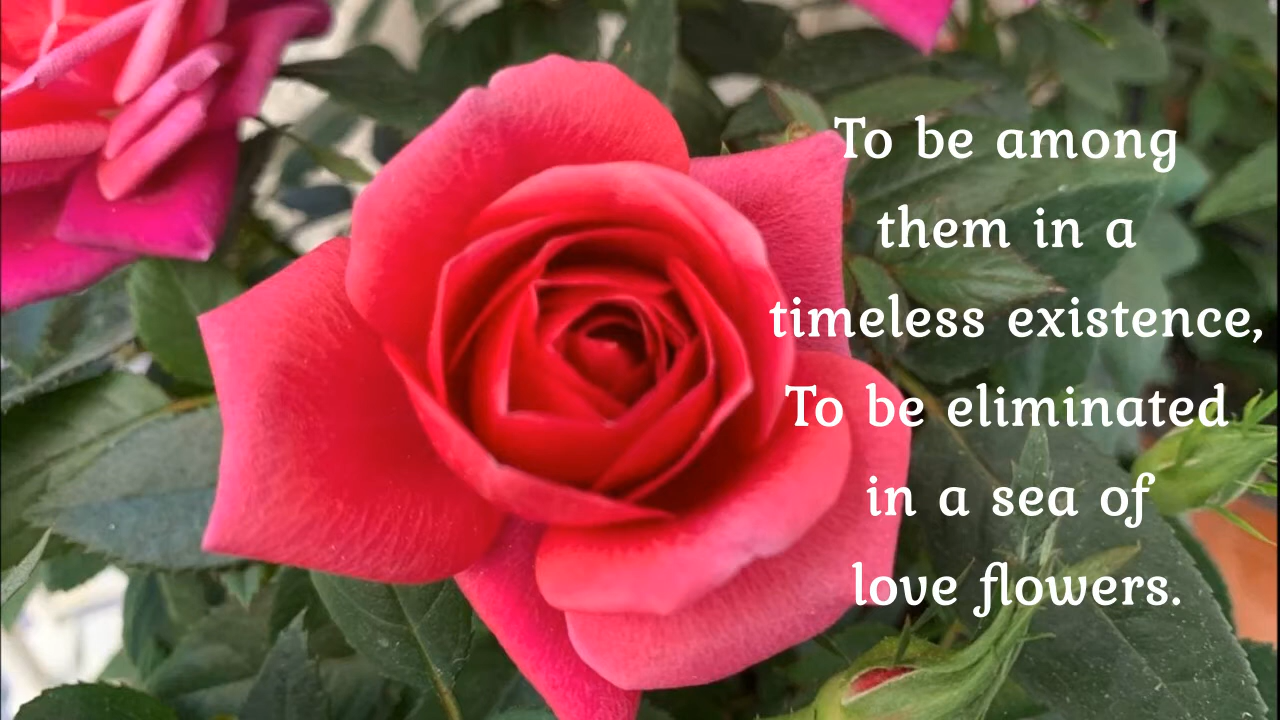 To be among
them in a
timeless existence,
To be eliminated
in a sea of
love flowers.